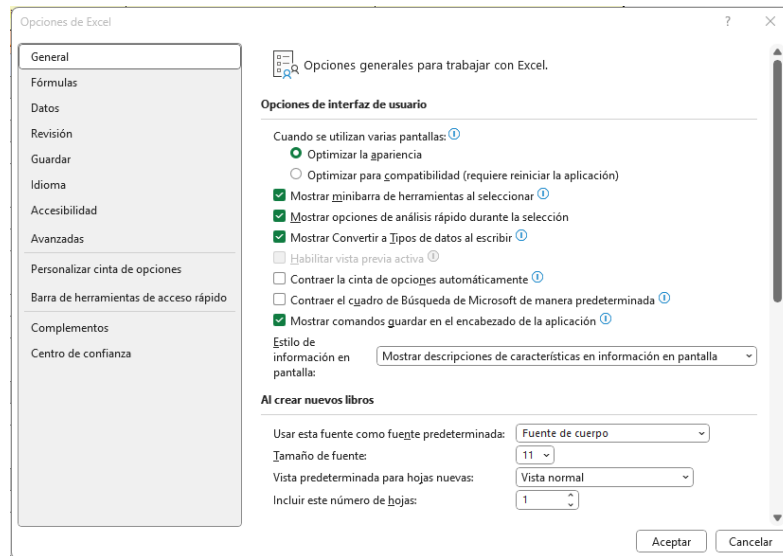 Opciones de Excel
General
Fórmulas
Datos
Revisión
Guardar
Idioma
Accesibilidad
Avanzadas
Personalizar cinta de opciones
Barra de herramientas de acceso rápido
Complementos
Centro de confianza
Opciones generales para trabajar con Excel.
Opciones de interfaz de usuario
Cuando se utilizan varias pantallas:
Optimizar la apariencia
Optimizar para compatibilidad (requiere reiniciar la aplicación)
Mostrar minibarra de herramientas al seleccionar
Mostrar opciones de análisis rápido durante la selección
Mostrar Convertir a Tipos de datos al escribir
Habilitar vista previa activa
Contraer la cinta de opciones automáticamente
Contraer el cuadro de Búsqueda de Microsoft de manera predeterminada
Mostrar comandos guardar en el encabezado de la aplicación
Estilo de
información en
pantalla:
Mostrar descripciones de características en información en pantalla
Al crear nuevos libros
Usar esta fuente como fuente predeterminada: Fuente de cuerpo
Tamaño de fuente: 11
Vista predeterminada para hojas nuevas: Vista normal
Incluir este número de hojas: 1
Aceptar Cancelar